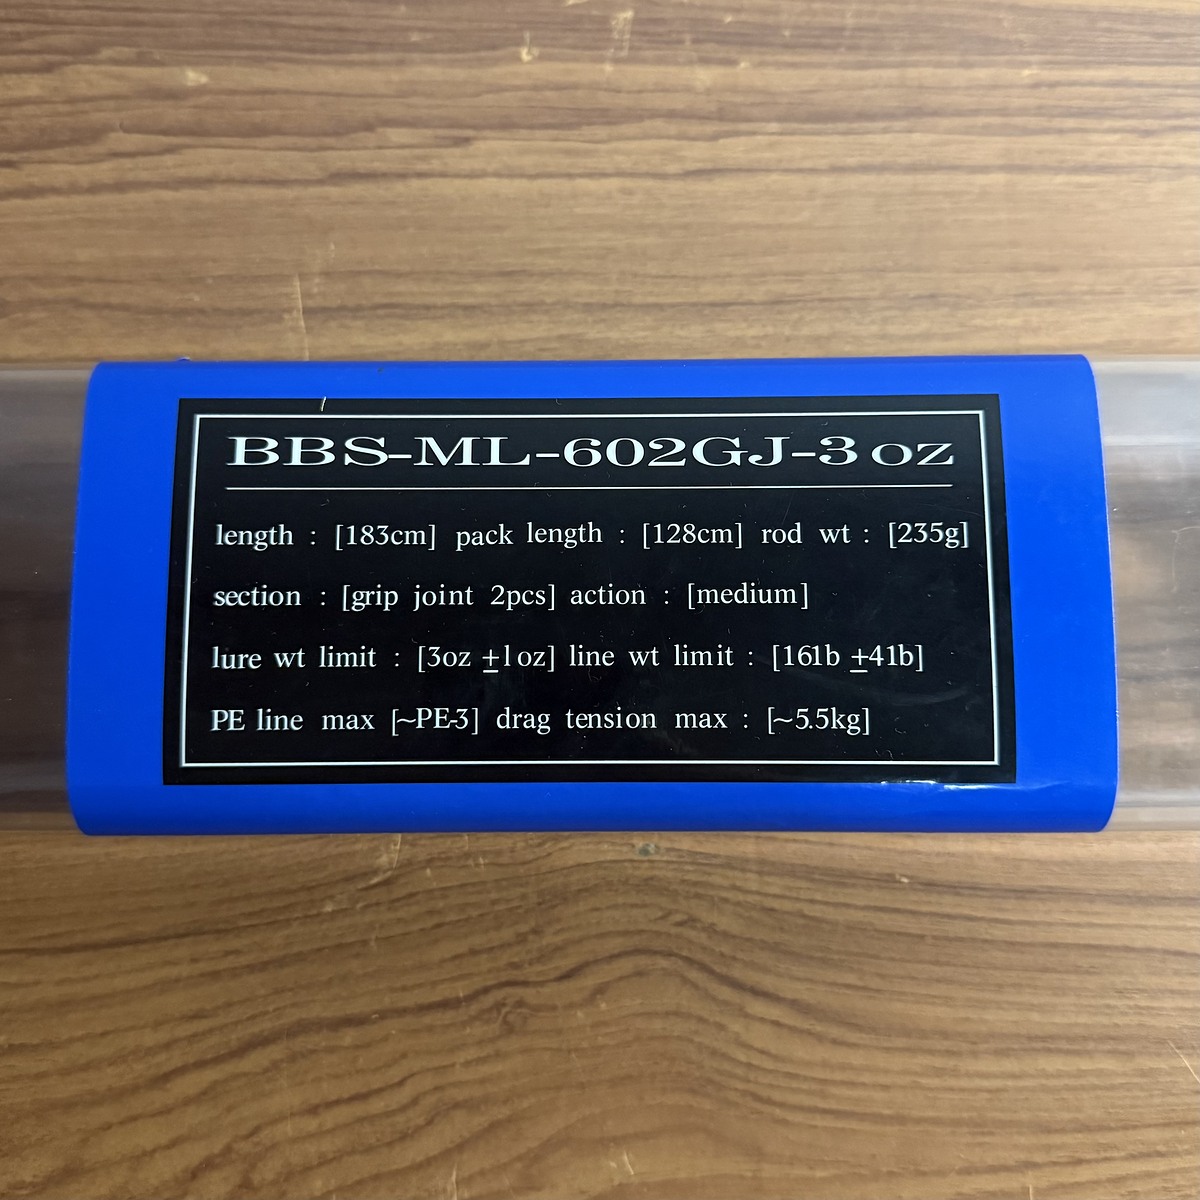 BBS-ML-602GJ-3oz
length : [183cm] pack length : [128cm] rod wt : [235g]
section : [grip joint 2pcs] action : [medium]
lure wt limit : [3oz ±1oz] line wt limit : [16lb ±4lb]
PE line max [~PE-3] drag tension max : [~5.5kg]